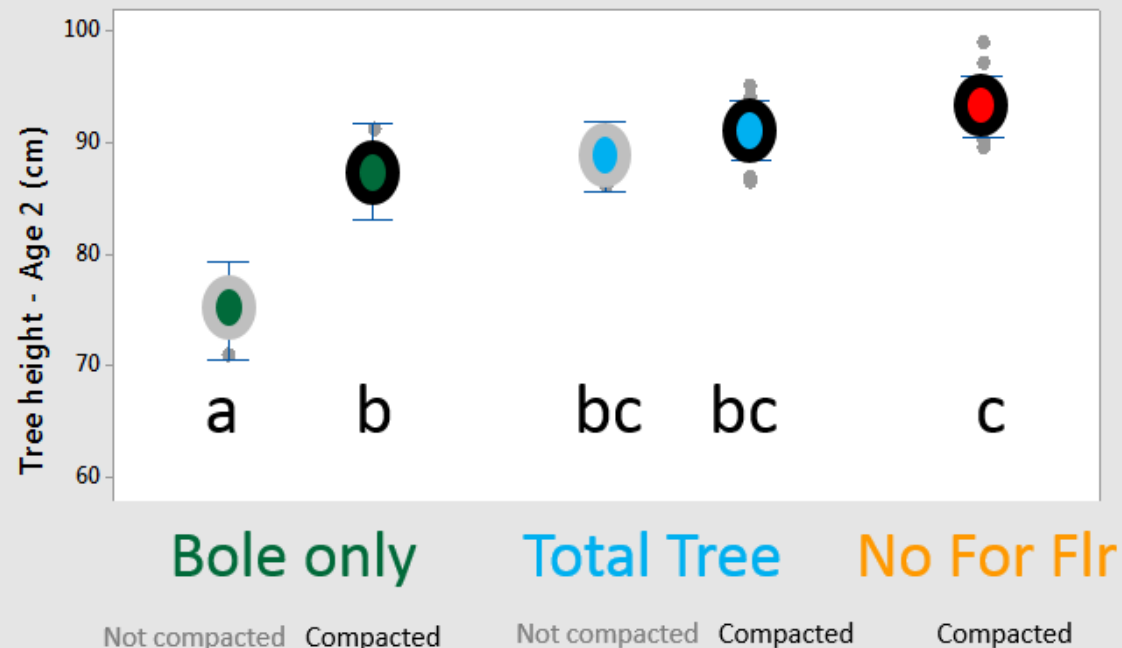 Tree height - Age 2 (cm)
100
90
80
70
60
a b bc bc c
Bole only Total Tree No For Flr
Not compacted Compacted Not compacted Compacted Compacted